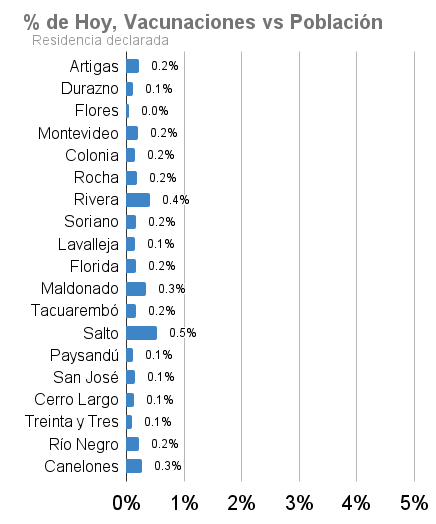 % de Hoy, Vacunaciones vs Población
Residencia declarada
Artigas 0.2%
Durazno 0.1%
Flores 0.0%
Montevideo 0.2%
Colonia 0.2%
Rocha 0.2%
Rivera 0.4%
Soriano 0.2%
Lavalleja 0.1%
Florida 0.2%
Maldonado 0.3%
Tacuarembó 0.2%
Salto 0.5%
Paysandú 0.1%
San José 0.1%
Cerro Largo 0.1%
Treinta y Tres 0.1%
Río Negro 0.2%
Canelones 0.3%
0% 1% 2% 3% 4% 5%